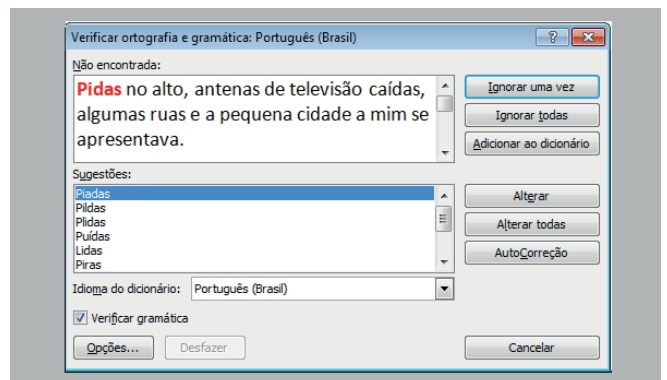 Verificar ortografia e gramática: Português (Brasil)
Não encontrada:
Pidas no alto, antenas de televisão caídas,
algumas ruas e a pequena cidade a mim se
apresentava.
Ignorar uma vez
Ignorar todas
Adicionar ao dicionário
Sugestões:
Piadas
Pildas
Plidas
Puídas
Lidas
Piras
Alterar
Alterar todas
AutoCorreção
Idioma do dicionário: Português (Brasil)
Verificar gramática
Opções... Desfazer Cancelar